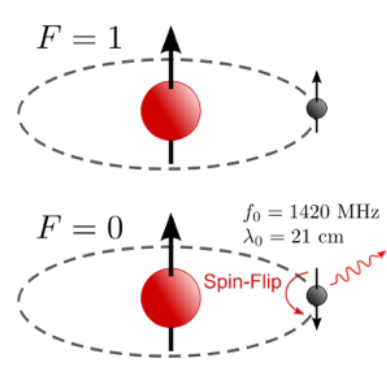 F = 1
F = 0
f₀ = 1420 MHz
λ₀ = 21 cm
Spin-Flip